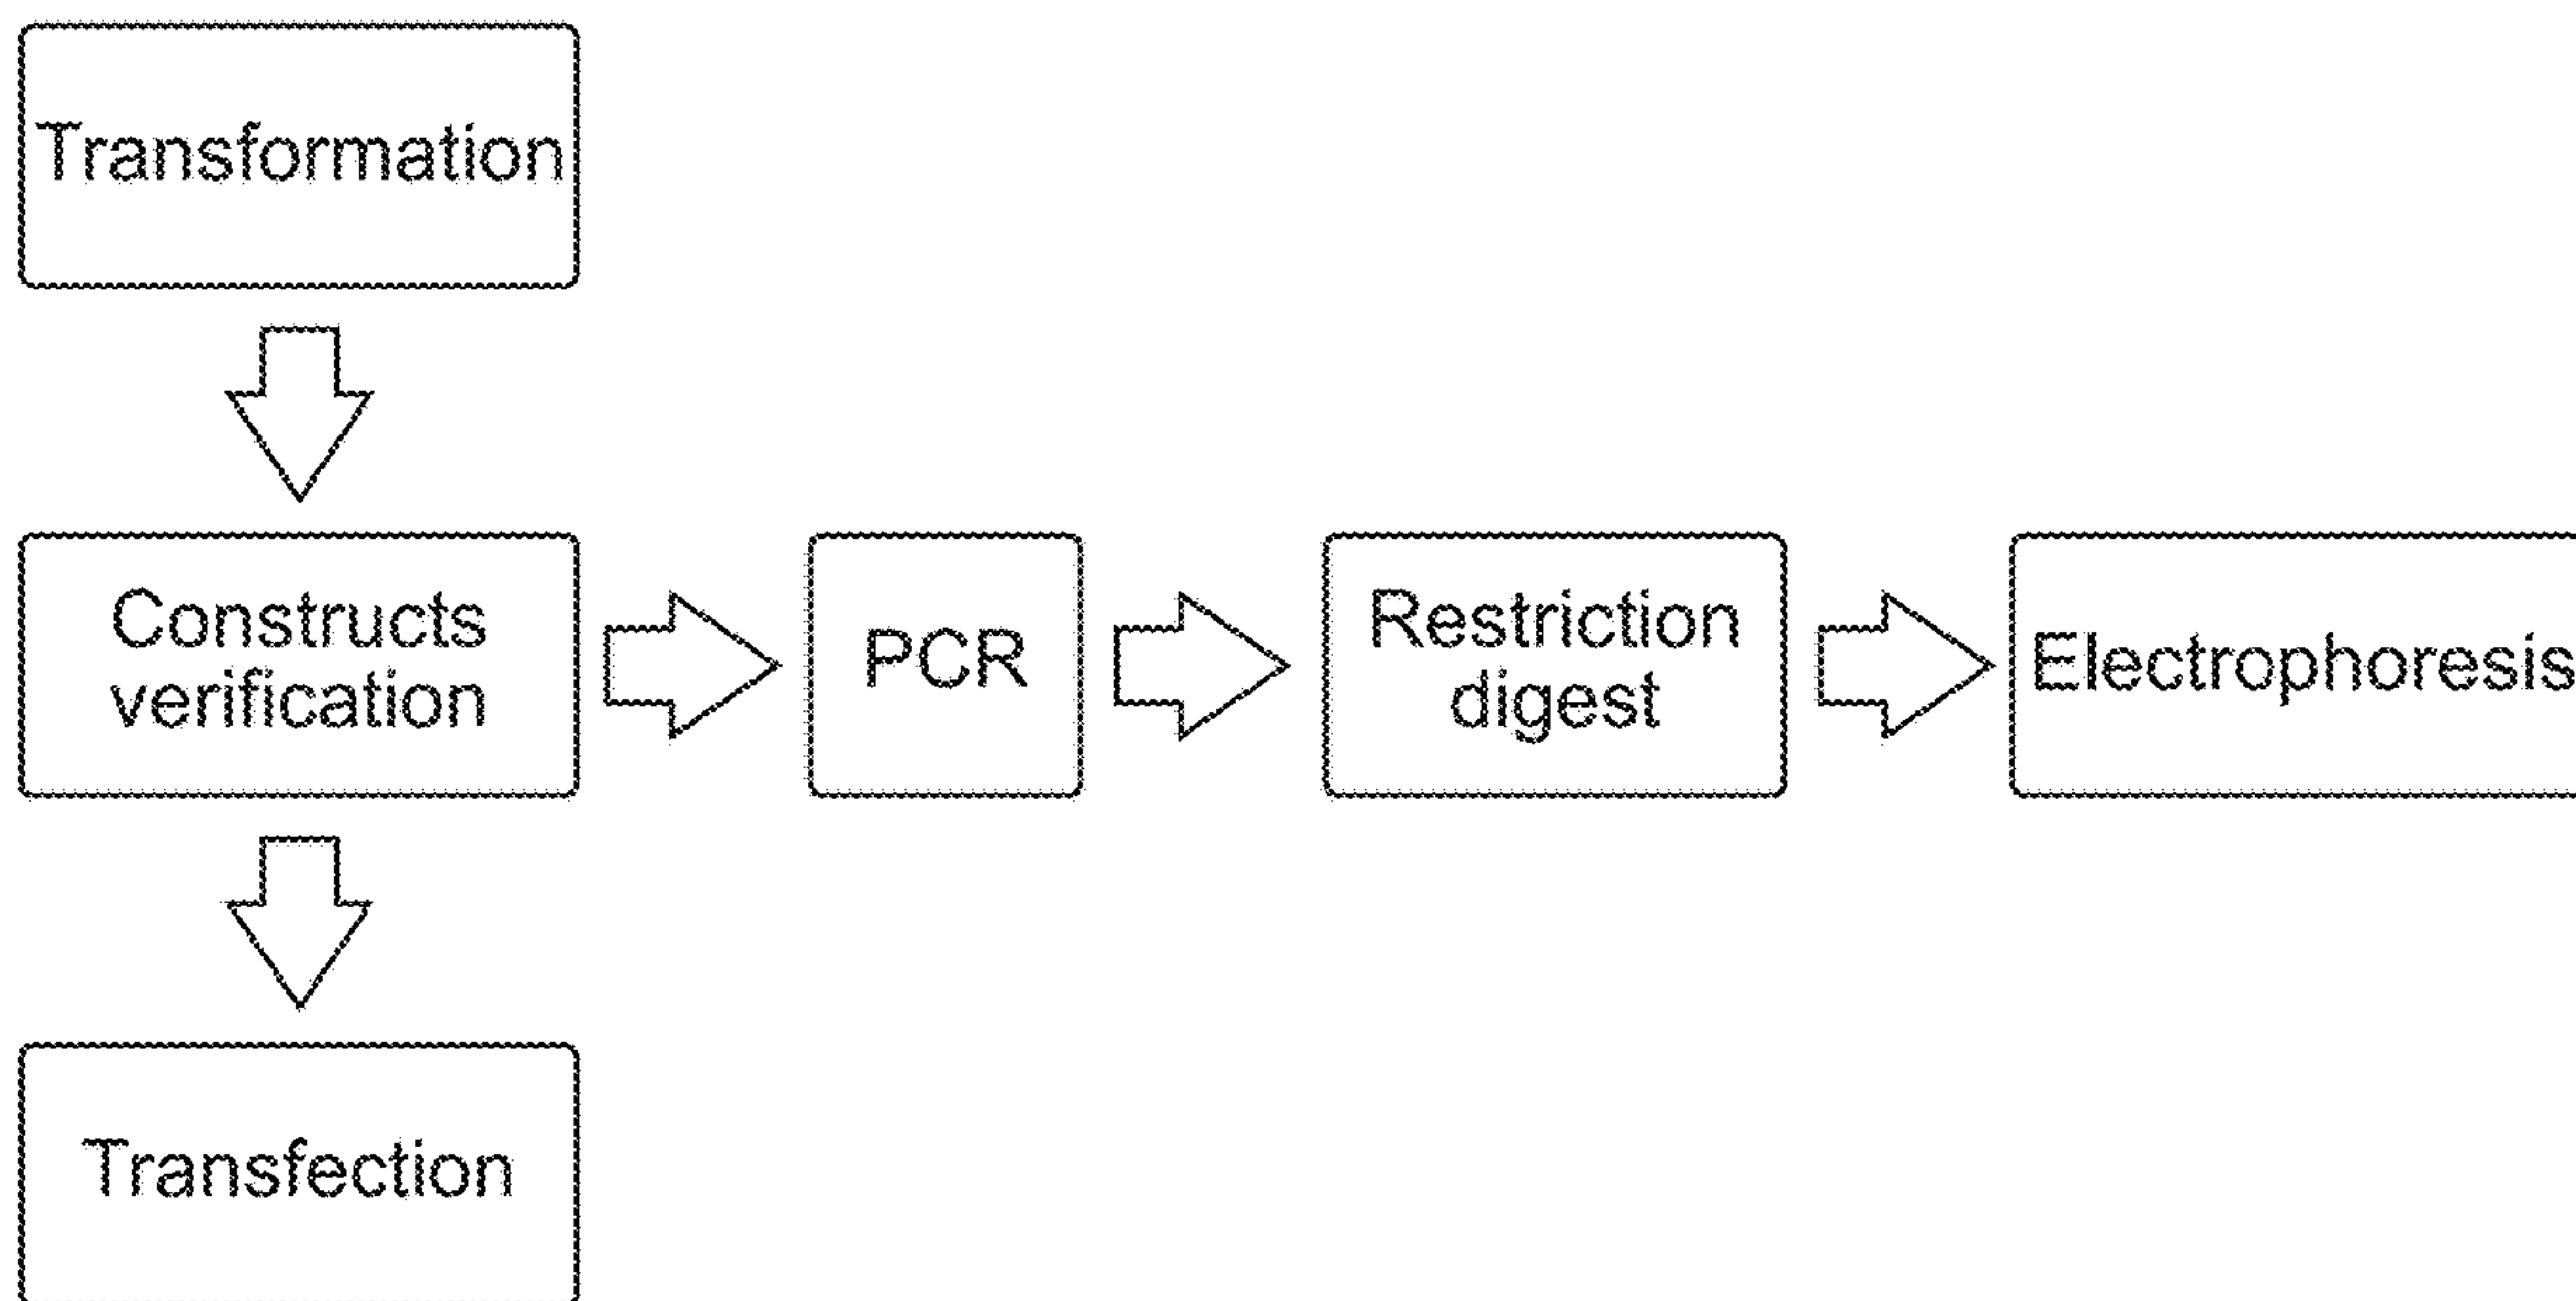 Transformation
Constructs
verification
PCR
Restriction
digest
Electrophoresis
Transfection